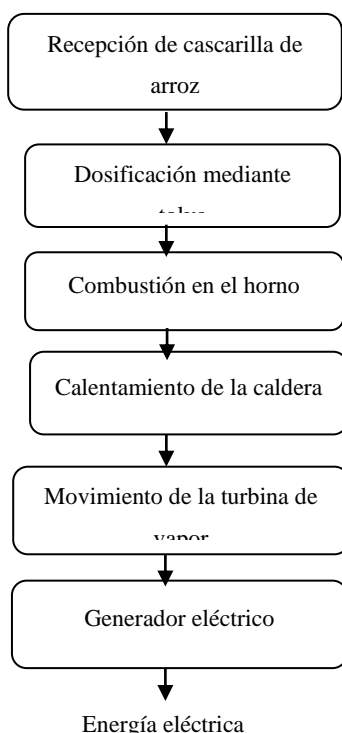 Recepción de cascarilla de
arroz
Dosificación mediante
Combustión en el horno
Calentamiento de la caldera
Movimiento de la turbina de
vapor
Generador eléctrico
Energía eléctrica